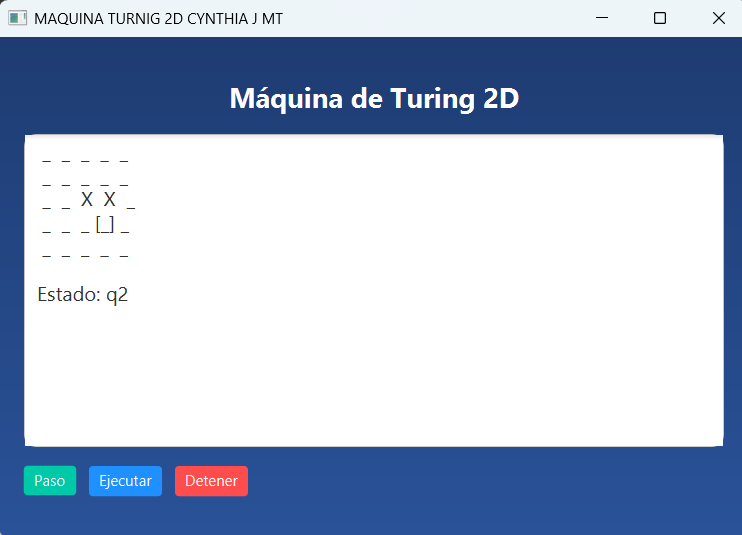 MAQUINA TURNIG 2D CYNTHIA J MT
Máquina de Turing 2D
_ _ _ _ _
_ _ _ _ _
_ _ X X _
_ _ _ [_] _
_ _ _ _ _
Estado: q2
Paso Ejecutar Detener